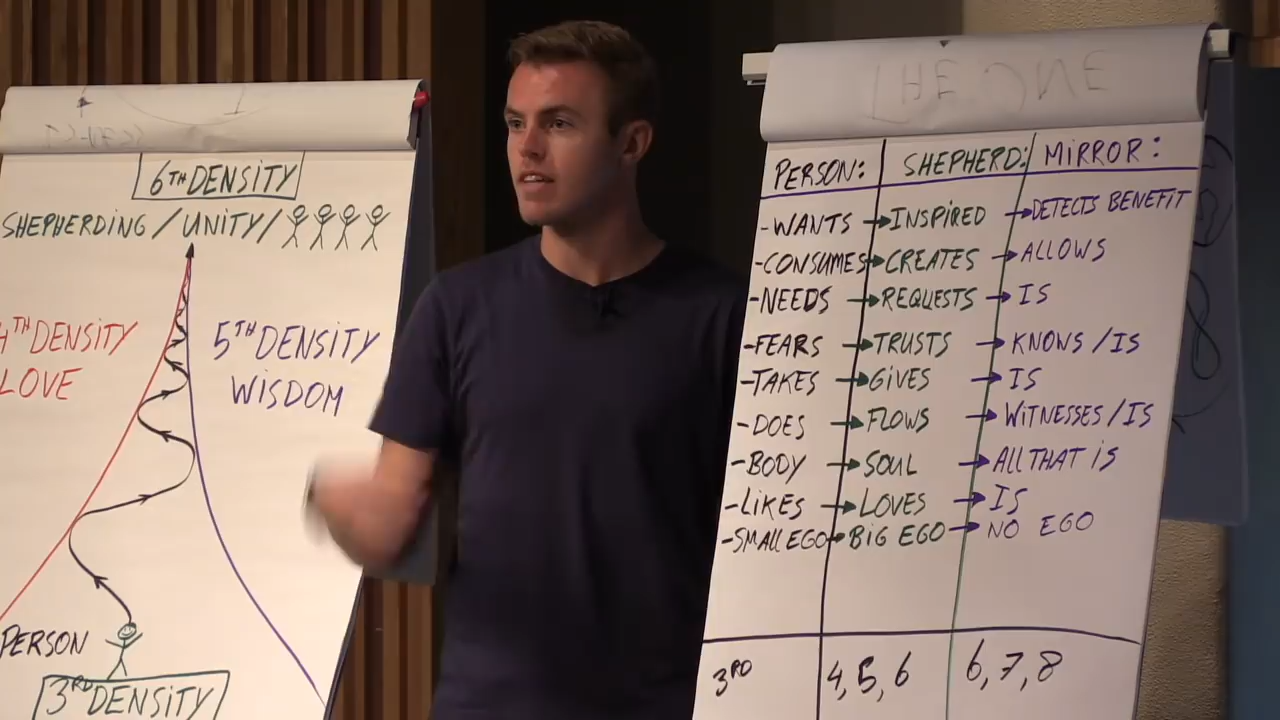 6TH DENSITY
SHEPHERDING / UNITY /
4TH DENSITY
LOVE
5TH DENSITY
WISDOM
PERSON
3RD DENSITY
THE ONE
PERSON: SHEPHERD: MIRROR:
-WANTS → INSPIRED → DETECTS BENEFIT
-CONSUMES → CREATES → ALLOWS
-NEEDS → REQUESTS → IS
-FEARS → TRUSTS → KNOWS / IS
-TAKES → GIVES → IS
-DOES → FLOWS → WITNESSES / IS
-BODY → SOUL → ALL THAT IS
-LIKES → LOVES → IS
-SMALL EGO → BIG EGO → NO EGO
3RD 4, 5, 6 6, 7, 8